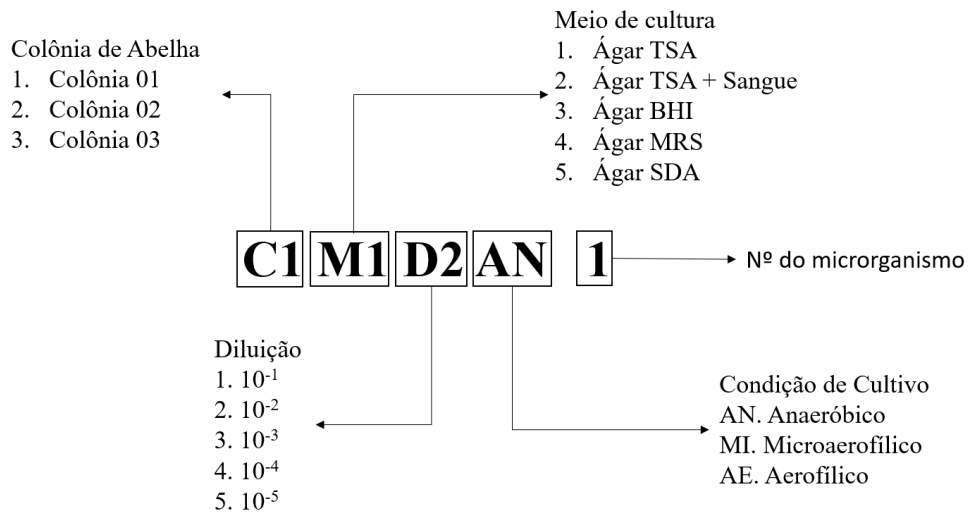 Colônia de Abelha
1. Colônia 01
2. Colônia 02
3. Colônia 03
Meio de cultura
1. Ágar TSA
2. Ágar TSA + Sangue
3. Ágar BHI
4. Ágar MRS
5. Ágar SDA
C1 M1 D2 AN 1
Nº do microrganismo
Diluição
1. 10⁻¹
2. 10⁻²
3. 10⁻³
4. 10⁻⁴
5. 10⁻⁵
Condição de Cultivo
AN. Anaeróbico
MI. Microaerofílico
AE. Aerofílico